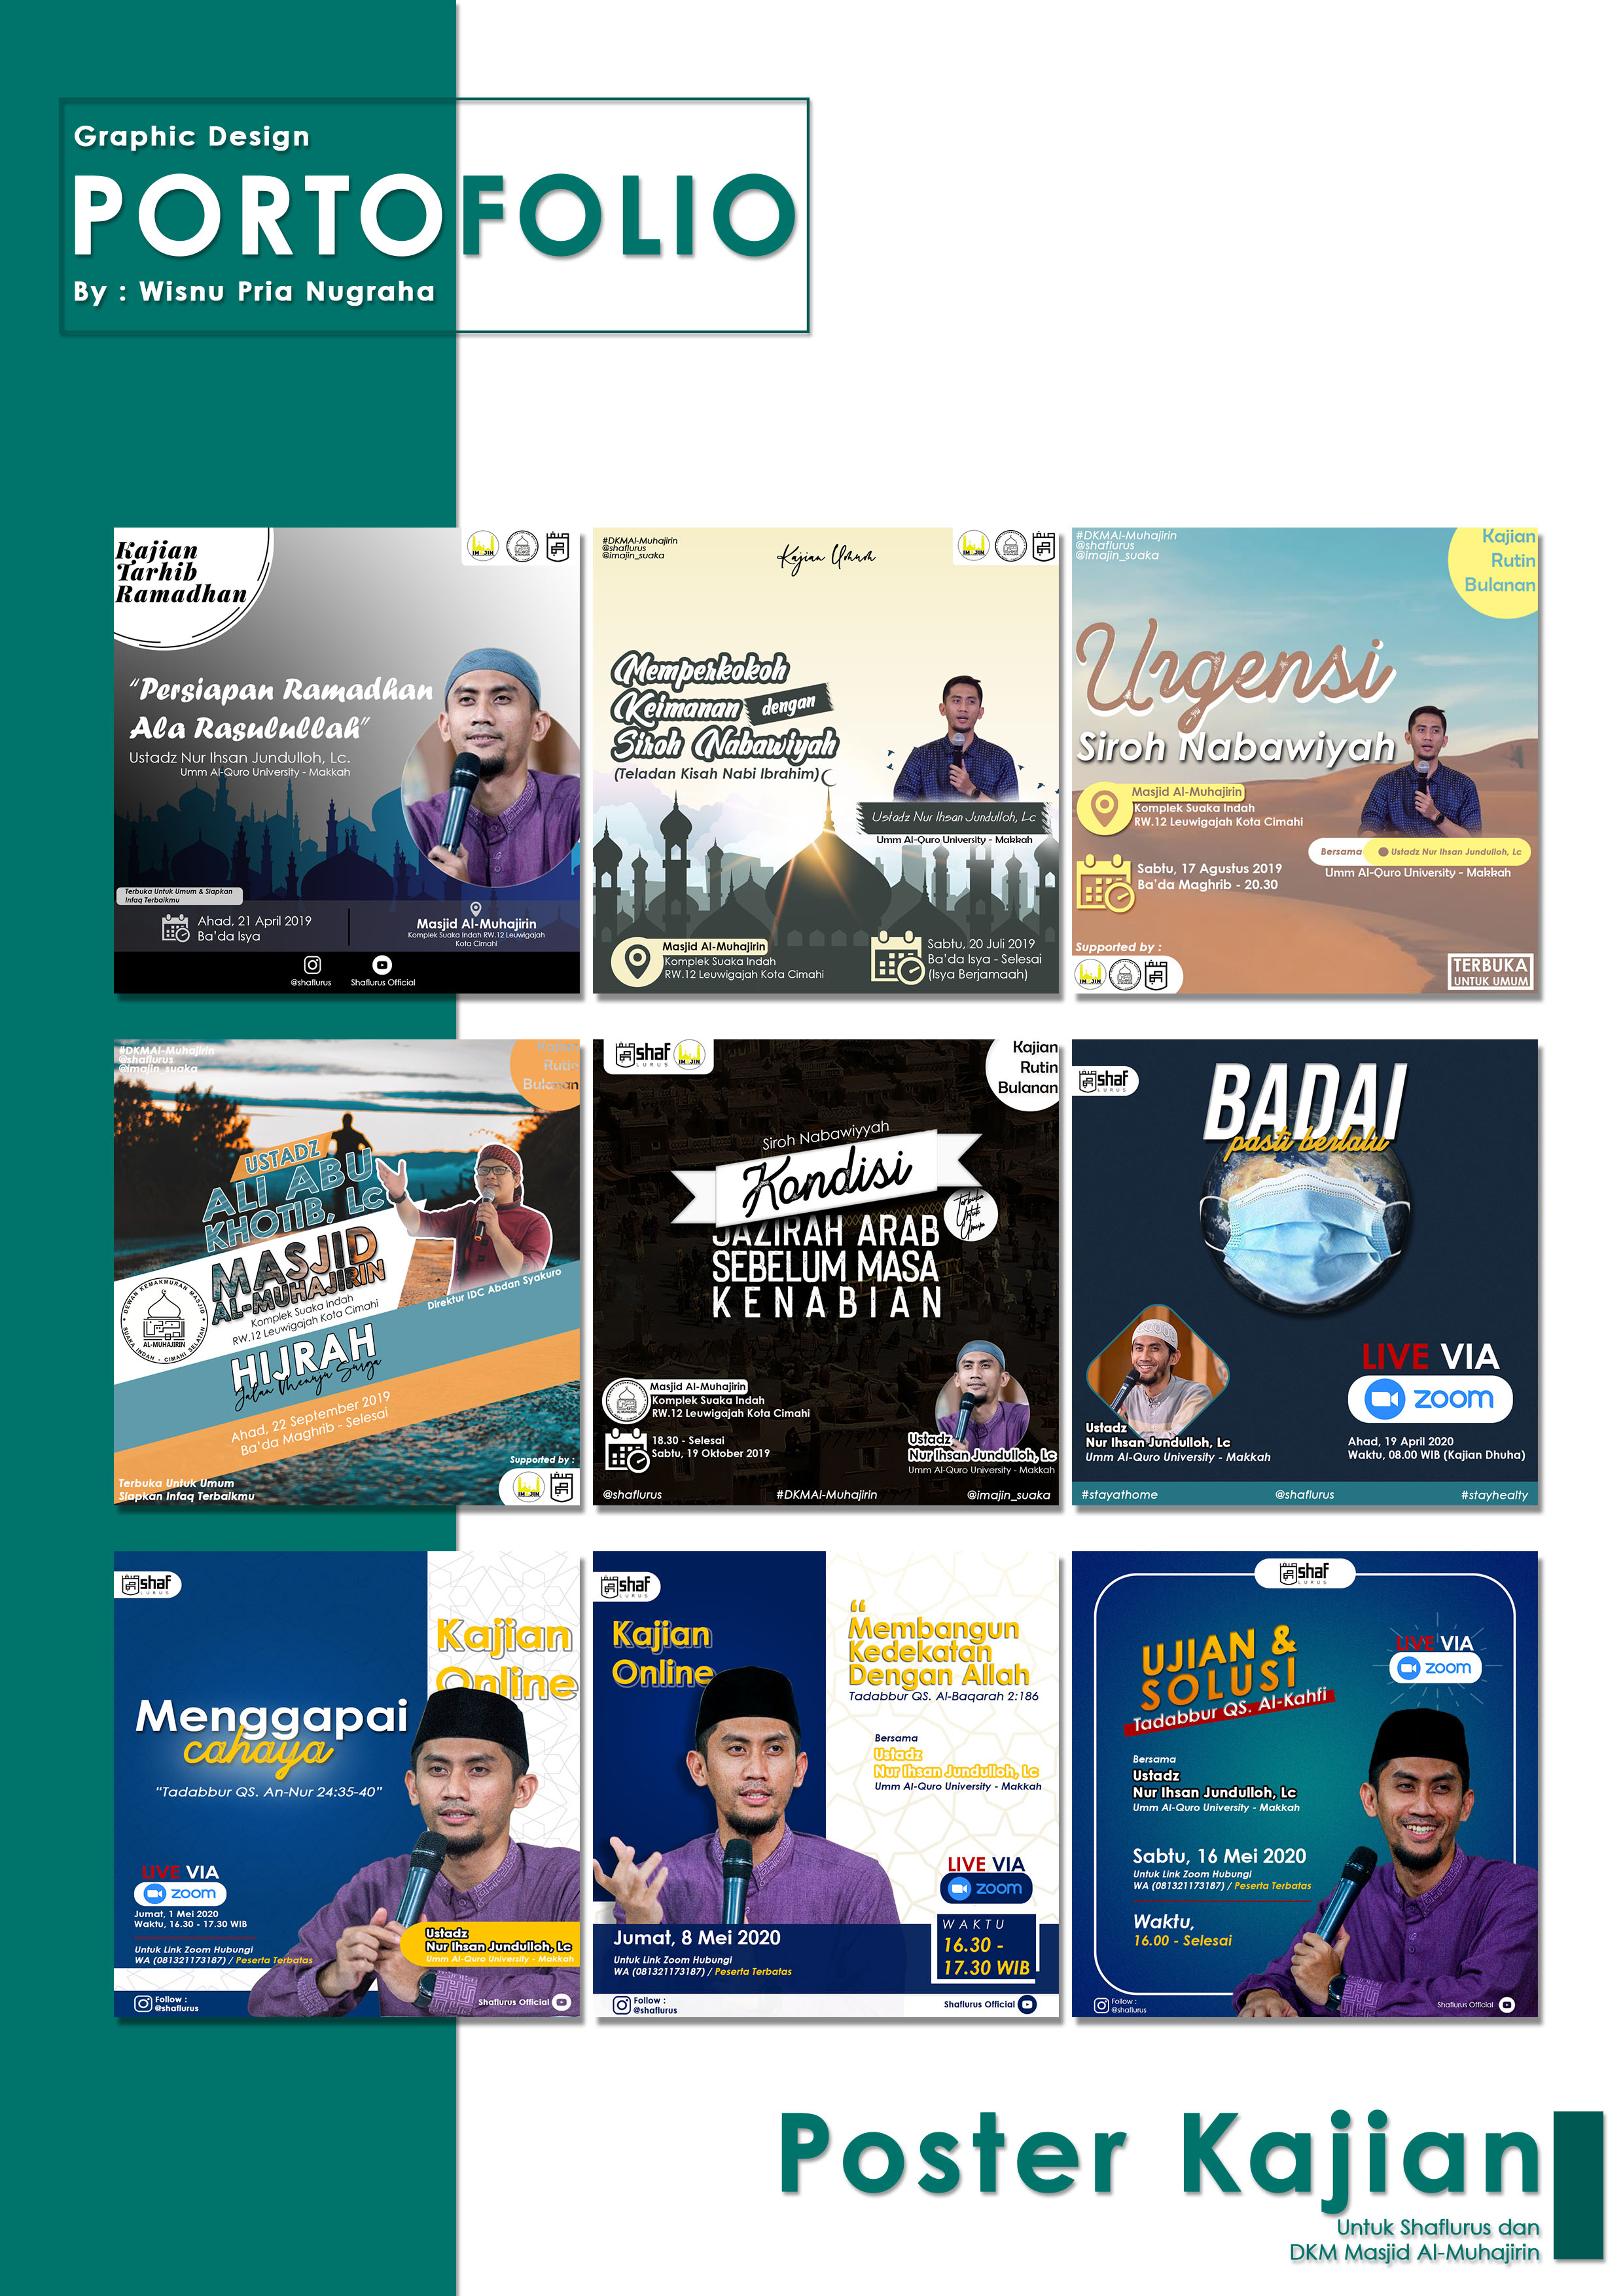 Graphic Design
PORTOFOLIO
By : Wisnu Pria Nugraha
Kajian
Tarhib
Ramadhan
IMAJIN
"Persiapan Ramadhan
Ala Rasulullah"
Ustadz Nur Ihsan Jundulloh, Lc.
Umm Al-Quro University - Makkah
Terbuka Untuk Umum & Siapkan
Infaq Terbaikmu
Ahad, 21 April 2019
Ba'da Isya
Masjid Al-Muhajirin
Komplek Suaka Indah RW.12 Leuwigajah
Kota Cimahi
@shaflurus
Shaflurus Official
#DKMAl-Muhajirin
@shaflurus
@imajin_suaka
Kajian Umum
Memperkokoh
Keimanan dengan
Siroh Nabawiyah
(Teladan Kisah Nabi Ibrahim)
Ustadz Nur Ihsan Jundulloh, Lc
Umm Al-Quro University - Makkah
Masjid Al-Muhajirin
Komplek Suaka Indah
RW.12 Leuwigajah Kota Cimahi
Sabtu, 20 Juli 2019
Ba'da Isya - Selesai
(Isya Berjamaah)
#DKMAl-Muhajirin
@shaflurus
@imajin_suaka
Kajian
Rutin
Bulanan
Urgensi
Siroh Nabawiyah
Masjid Al-Muhajirin
Komplek Suaka Indah
RW.12 Leuwigajah Kota Cimahi
Bersama Ustadz Nur Ihsan Jundulloh, Lc
Umm Al-Quro University - Makkah
Sabtu, 17 Agustus 2019
Ba'da Maghrib - 20.30
Supported by :
TERBUKA
UNTUK UMUM
#DKMAl-Muhajirin
@shaflurus
@imajin_suaka
Kajian
Rutin
Bulanan
USTADZ
ALI ABU
KHOTIB, Lc
MASJID
AL-MUHAJIRIN
Komplek Suaka Indah
RW.12 Leuwigajah Kota Cimahi
Direktur IDC Abdan Syakuro
DEWAN KEMAKMURAN MASJID
AL-MUHAJIRIN
SUAKA INDAH - CIMAHI SELATAN
HIJRAH
Jalan Menuju Surga
Ahad, 22 September 2019
Ba'da Maghrib - Selesai
Supported by :
Terbuka Untuk Umum
Siapkan Infaq Terbaikmu
shaf
LURUS
Kajian
Rutin
Bulanan
Siroh Nabawiyyah
Kondisi
JAZIRAH ARAB
SEBELUM MASA
KENABIAN
Terbuka
Untuk
Umum
Masjid Al-Muhajirin
Komplek Suaka Indah
RW.12 Leuwigajah Kota Cimahi
18.30 - Selesai
Sabtu, 19 Oktober 2019
Ustadz
Nur Ihsan Jundulloh, Lc
Umm Al-Quro University - Makkah
@shaflurus
#DKMAl-Muhajirin
@imajin_suaka
shaf
LURUS
BADAI
pasti berlalu
LIVE VIA
zoom
Ustadz
Nur Ihsan Jundulloh, Lc
Umm Al-Quro University - Makkah
Ahad, 19 April 2020
Waktu, 08.00 WIB (Kajian Dhuha)
#stayathome
@shaflurus
#stayhealty
shaf
LURUS
Kajian
Online
Menggapai
cahaya
"Tadabbur QS. An-Nur 24:35-40"
LIVE VIA
zoom
Jumat, 1 Mei 2020
Waktu, 16.30 - 17.30 WIB
Untuk Link Zoom Hubungi
WA (081321173187) / Peserta Terbatas
Ustadz
Nur Ihsan Jundulloh, Lc
Umm Al-Quro University - Makkah
Follow :
@shaflurus
Shaflurus Official
shaf
LURUS
Kajian
Online
"
Membangun
Kedekatan
Dengan Allah
Tadabbur QS. Al-Baqarah 2:186
Bersama
Ustadz
Nur Ihsan Jundulloh, Lc
Umm Al-Quro University - Makkah
LIVE VIA
zoom
Jumat, 8 Mei 2020
Untuk Link Zoom Hubungi
WA (081321173187) / Peserta Terbatas
WAKTU
16.30 -
17.30 WIB
Follow :
@shaflurus
Shaflurus Official
shaf
LURUS
UJIAN &
SOLUSI
Tadabbur QS. Al-Kahfi
LIVE VIA
zoom
Bersama
Ustadz
Nur Ihsan Jundulloh, Lc
Umm Al-Quro University - Makkah
Sabtu, 16 Mei 2020
Untuk Link Zoom Hubungi
WA (081321173187) / Peserta Terbatas
Waktu,
16.00 - Selesai
Follow :
@shaflurus
Shaflurus Official
Poster Kajian
Untuk Shaflurus dan
DKM Masjid Al-Muhajirin